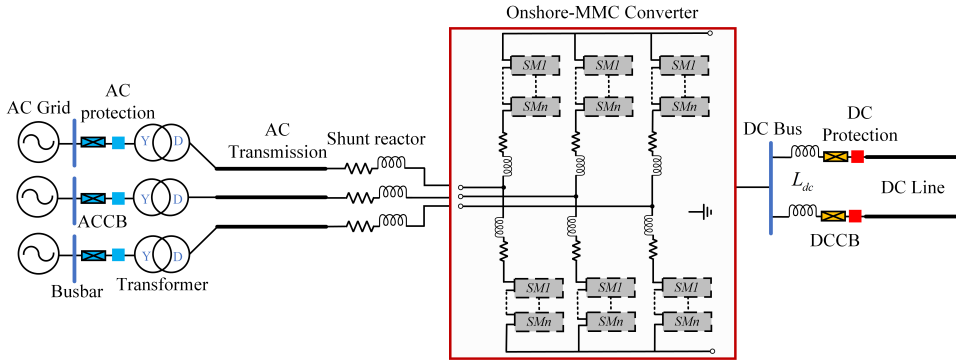 Onshore-MMC Converter
SM1
SM1
SM1
SMn
SMn
SMn
AC Grid
AC
protection
Y
D
AC
Transmission
Shunt reactor
DC Bus
DC
Protection
Y
D
L_dc
DC Line
ACCB
DCCB
Y
D
Busbar
Transformer
SM1
SM1
SM1
SMn
SMn
SMn